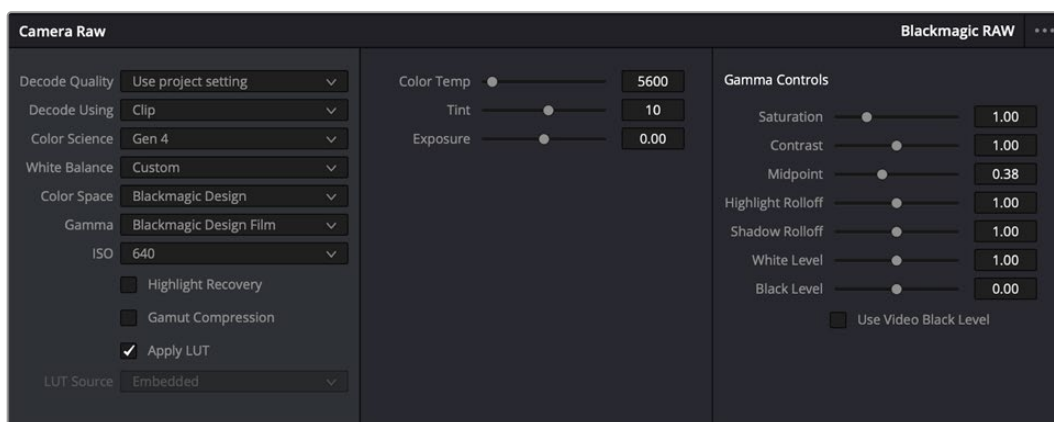 Camera Raw
Blackmagic RAW
Decode Quality Use project setting
Decode Using Clip
Color Science Gen 4
White Balance Custom
Color Space Blackmagic Design
Gamma Blackmagic Design Film
ISO 640
Highlight Recovery
Gamut Compression
Apply LUT
LUT Source Embedded
Color Temp 5600
Tint 10
Exposure 0.00
Gamma Controls
Saturation 1.00
Contrast 1.00
Midpoint 0.38
Highlight Rolloff 1.00
Shadow Rolloff 1.00
White Level 1.00
Black Level 0.00
Use Video Black Level